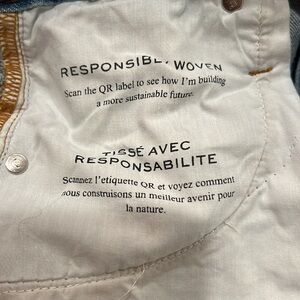 RESPONSIBLY WOVEN
Scan the QR label to see how I'm building
a more sustainable future.
TISSÉ AVEC
RESPONSABILITE
Scannez l'etiquette QR et voyez comment
nous construisons un meilleur avenir pour
la nature.